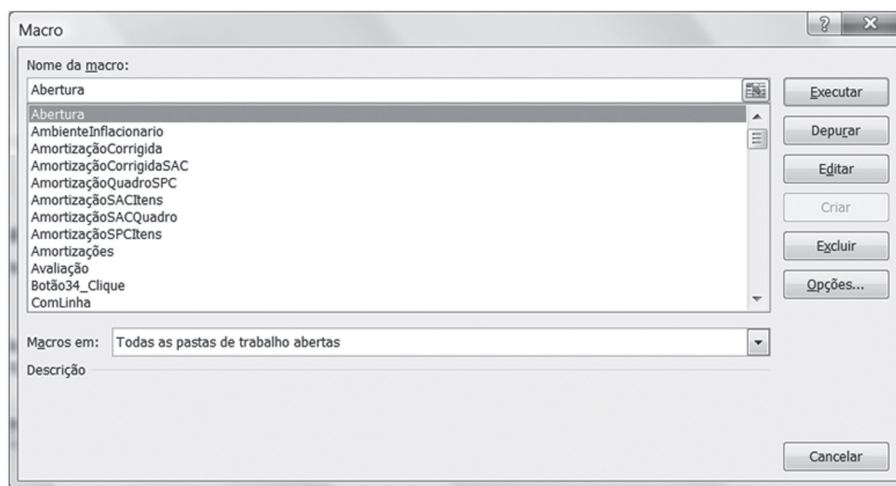 Macro
?
X
Nome da macro:
Abertura
Executar
Abertura
AmbienteInflacionario
AmortizaçãoCorrigida
AmortizaçãoCorrigidaSAC
AmortizaçãoQuadroSPC
AmortizaçãoSACItens
AmortizaçãoSACQuadro
AmortizaçãoSPCItens
Amortizações
Avaliação
Botão34_Clique
ComLinha
Depurar
Editar
Criar
Excluir
Opções...
Macros em:
Todas as pastas de trabalho abertas
Descrição
Cancelar